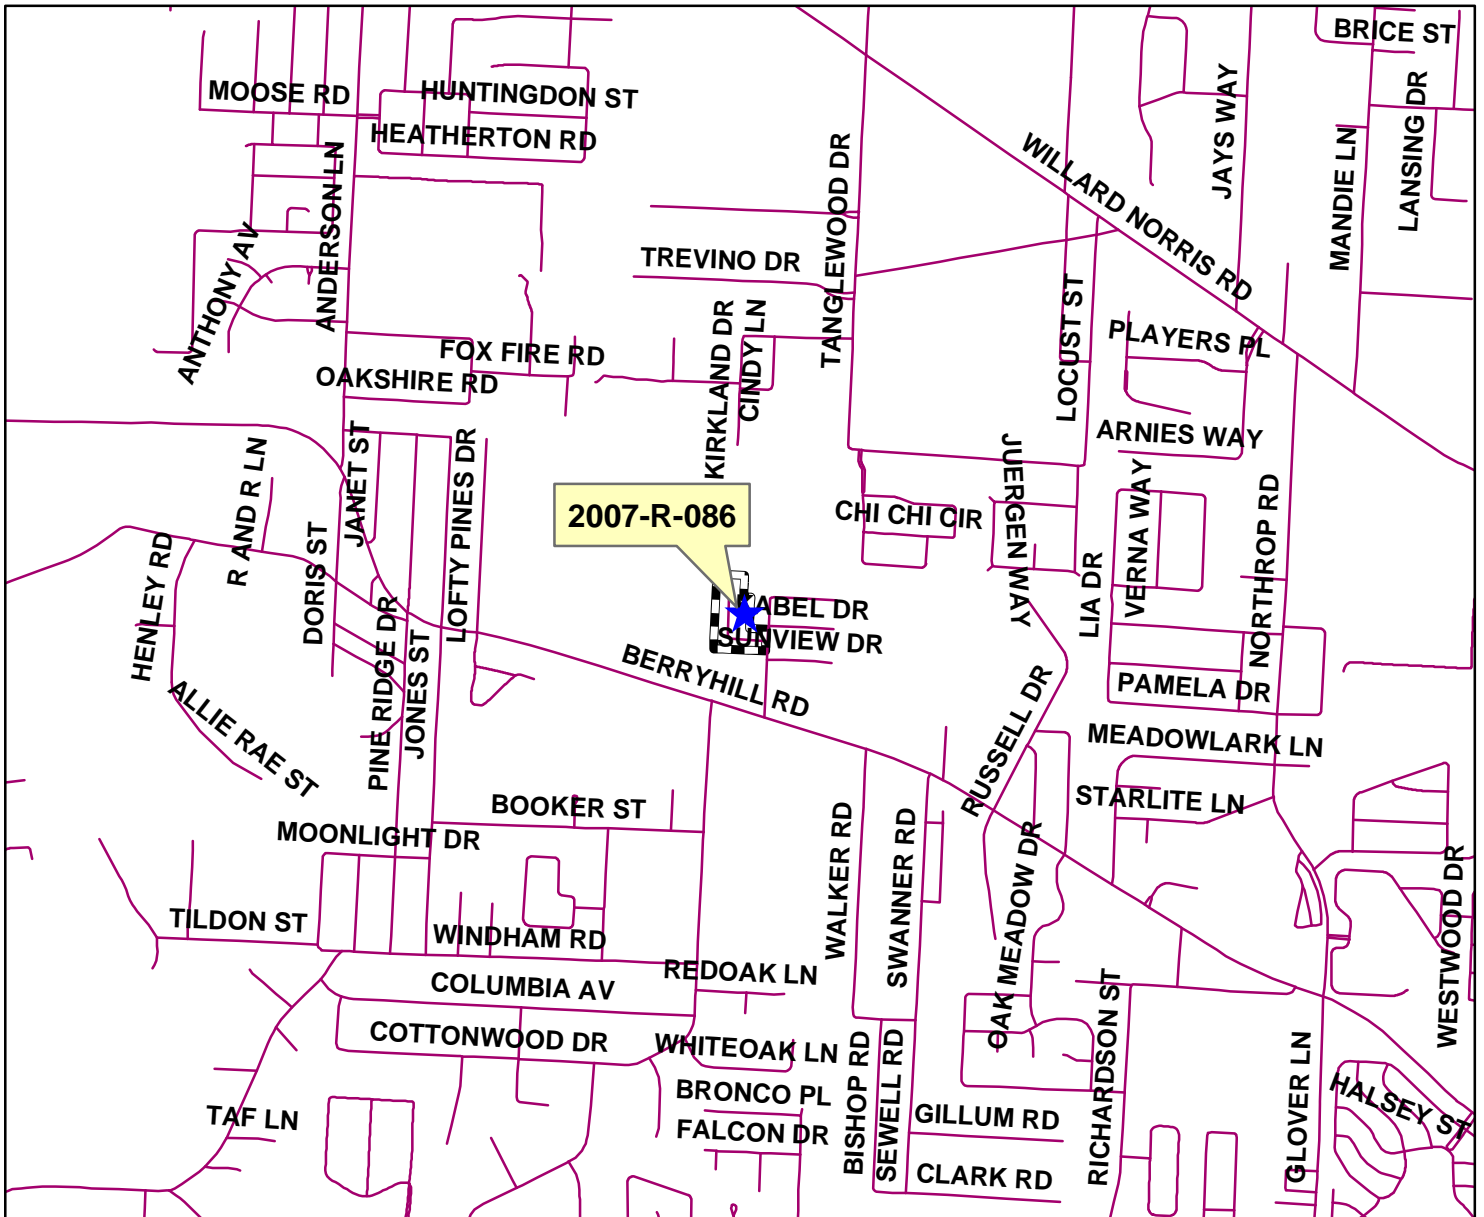 BRICE ST
MOOSE RD
HUNTINGDON ST
HEATHERTON RD
JAYS WAY
LANSING DR
MANDIE LN
WILLARD NORRIS RD
TANGLEWOOD DR
ANDERSON LN
ANTHONY AV
TREVINO DR
KIRKLAND DR
CINDY LN
LOCUST ST
PLAYERS PL
FOX FIRE RD
OAKSHIRE RD
ARNIES WAY
JANET ST
R AND R LN
LOFTY PINES DR
JUERGEN WAY
VERNA WAY
NORTHROP RD
2007-R-086
CHI CHI CIR
HENLEY RD
DORIS ST
LIA DR
ABEL DR
SUNVIEW DR
PINE RIDGE DR
JONES ST
BERRYHILL RD
RUSSELL DR
PAMELA DR
ALLIE RAE ST
MEADOWLARK LN
STARLITE LN
BOOKER ST
MOONLIGHT DR
WALKER RD
SWANNER RD
OAK MEADOW DR
WESTWOOD DR
TILDON ST
WINDHAM RD
REDOAK LN
COLUMBIA AV
RICHARDSON ST
COTTONWOOD DR
WHITEOAK LN
BISHOP RD
SEWELL RD
GLOVER LN
HALSEY ST
BRONCO PL
TAF LN
FALCON DR
GILLUM RD
CLARK RD